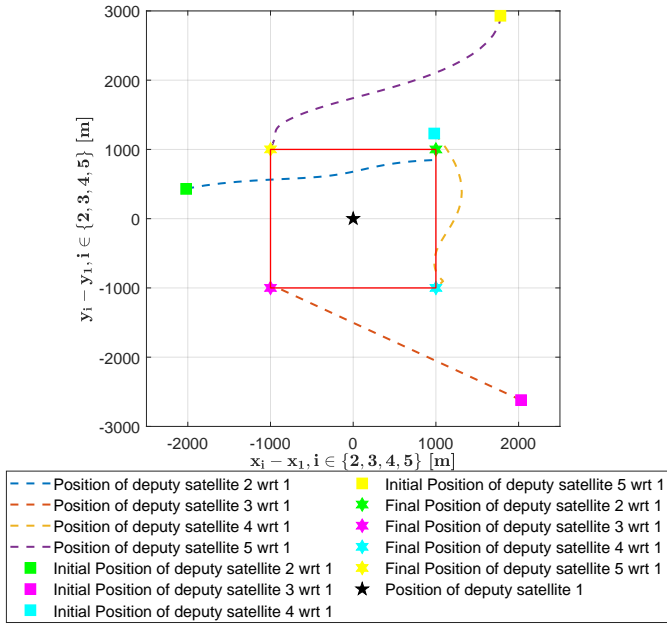 3000
2000
1000
0
-1000
-2000
-3000
y_i − y_1, i ∈ {2, 3, 4, 5} [m]
-2000 -1000 0 1000 2000
x_i − x_1, i ∈ {2, 3, 4, 5} [m]
Position of deputy satellite 2 wrt 1
Position of deputy satellite 3 wrt 1
Position of deputy satellite 4 wrt 1
Position of deputy satellite 5 wrt 1
Initial Position of deputy satellite 2 wrt 1
Initial Position of deputy satellite 3 wrt 1
Initial Position of deputy satellite 4 wrt 1
Initial Position of deputy satellite 5 wrt 1
Final Position of deputy satellite 2 wrt 1
Final Position of deputy satellite 3 wrt 1
Final Position of deputy satellite 4 wrt 1
Final Position of deputy satellite 5 wrt 1
Position of deputy satellite 1